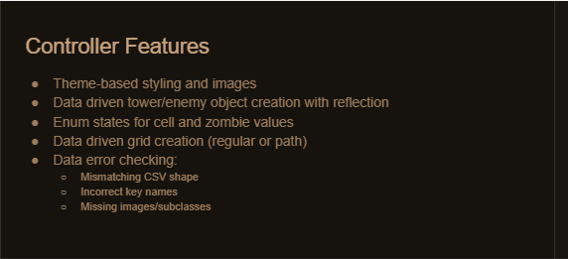 Controller Features
● Theme-based styling and images
● Data driven tower/enemy object creation with reflection
● Enum states for cell and zombie values
● Data driven grid creation (regular or path)
● Data error checking:
○ Mismatching CSV shape
○ Incorrect key names
○ Missing images/subclasses